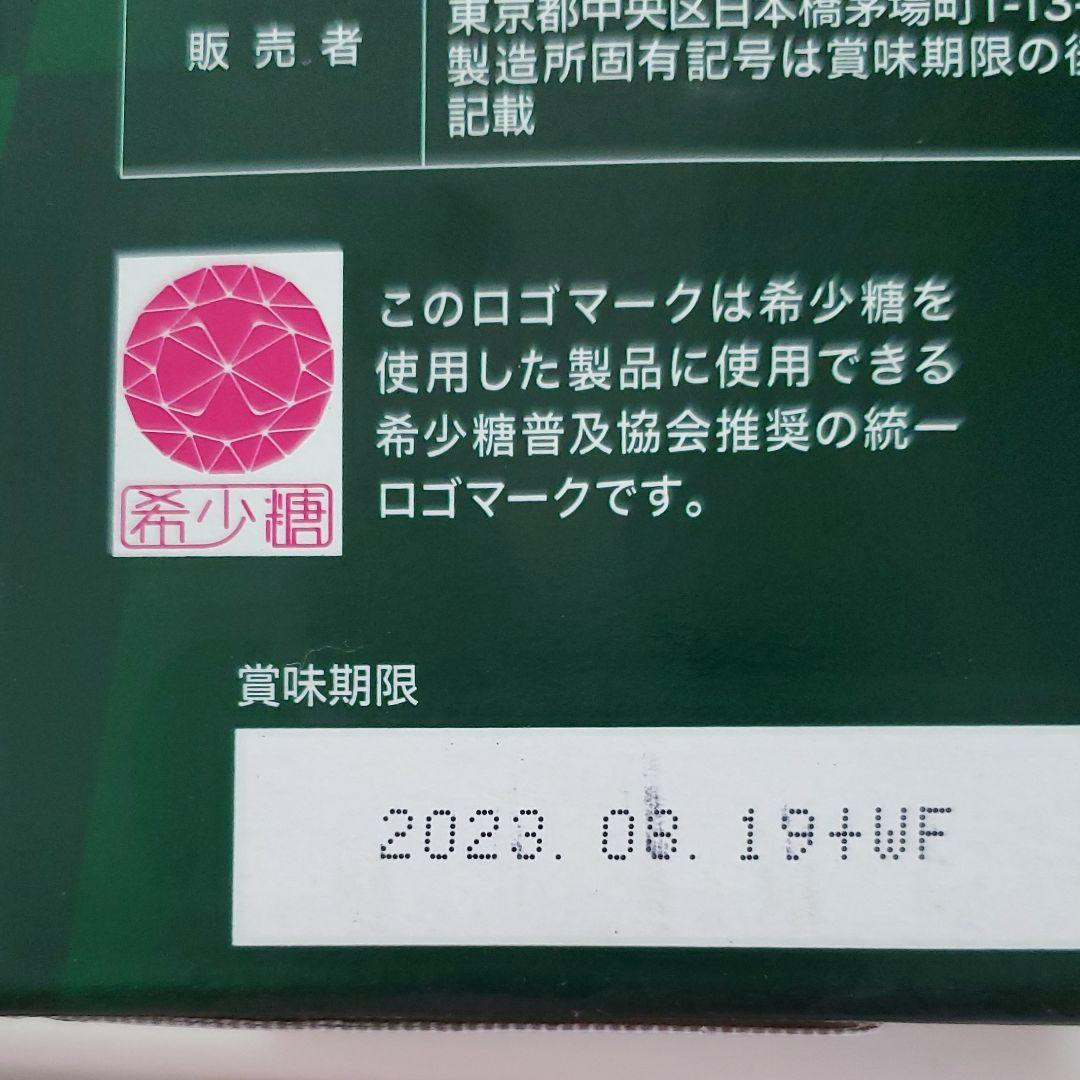 販売者
東京都中央区日本橋茅場町1-13-
製造所固有記号は賞味期限の後
記載
希少糖
このロゴマークは希少糖を
使用した製品に使用できる
希少糖普及協会推奨の統一
ロゴマークです。
賞味期限
2023.08.19+WF